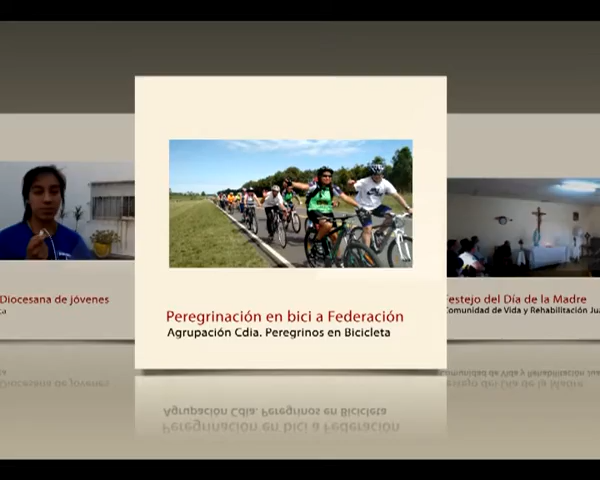 Diocesana de jóvenes
Peregrinación en bici a Federación
Agrupación Cdia. Peregrinos en Bicicleta
Festejo del Día de la Madre
Comunidad de Vida y Rehabilitación